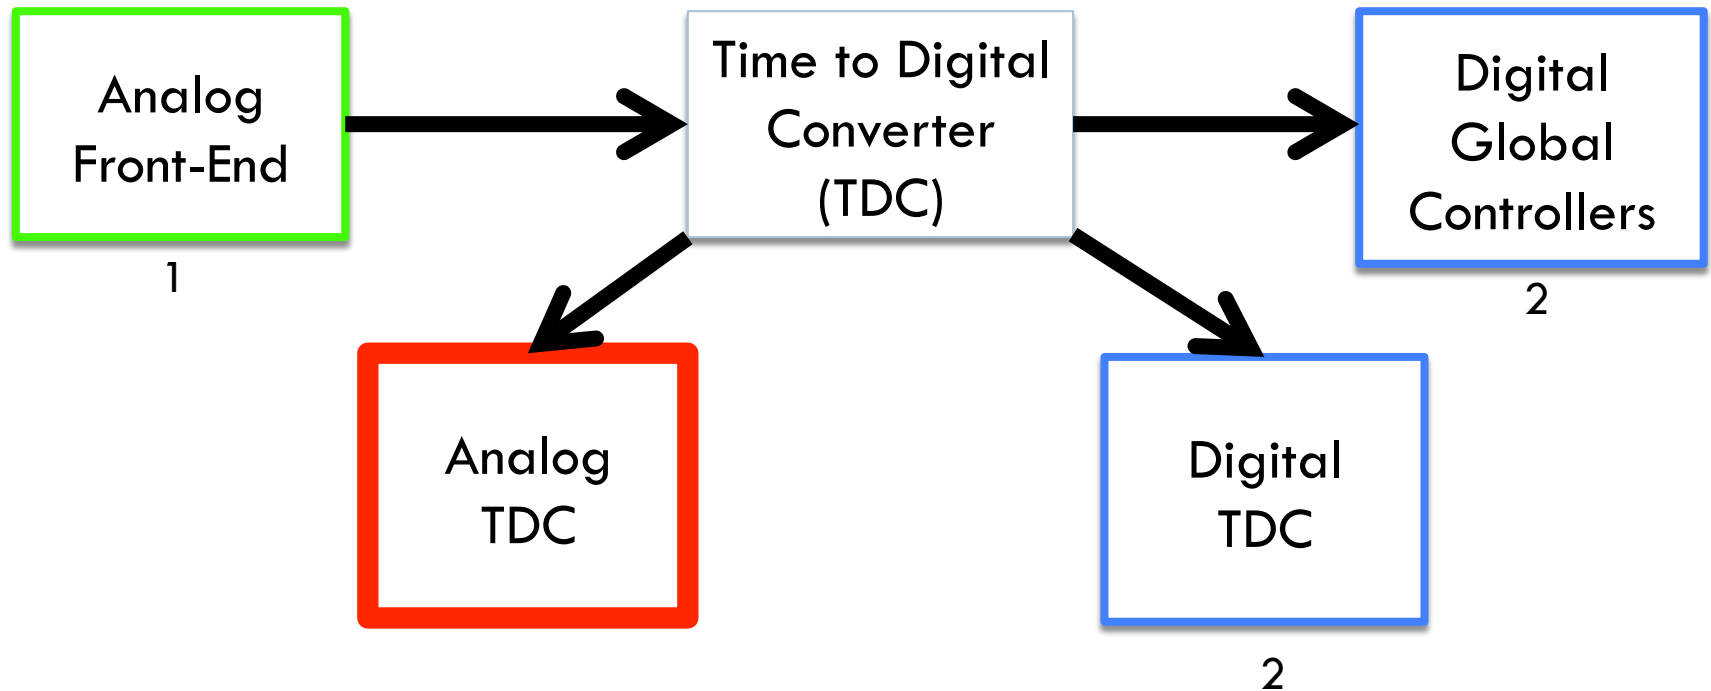 Analog
Front-End
1
Time to Digital
Converter
(TDC)
Digital
Global
Controllers
2
Analog
TDC
Digital
TDC
2